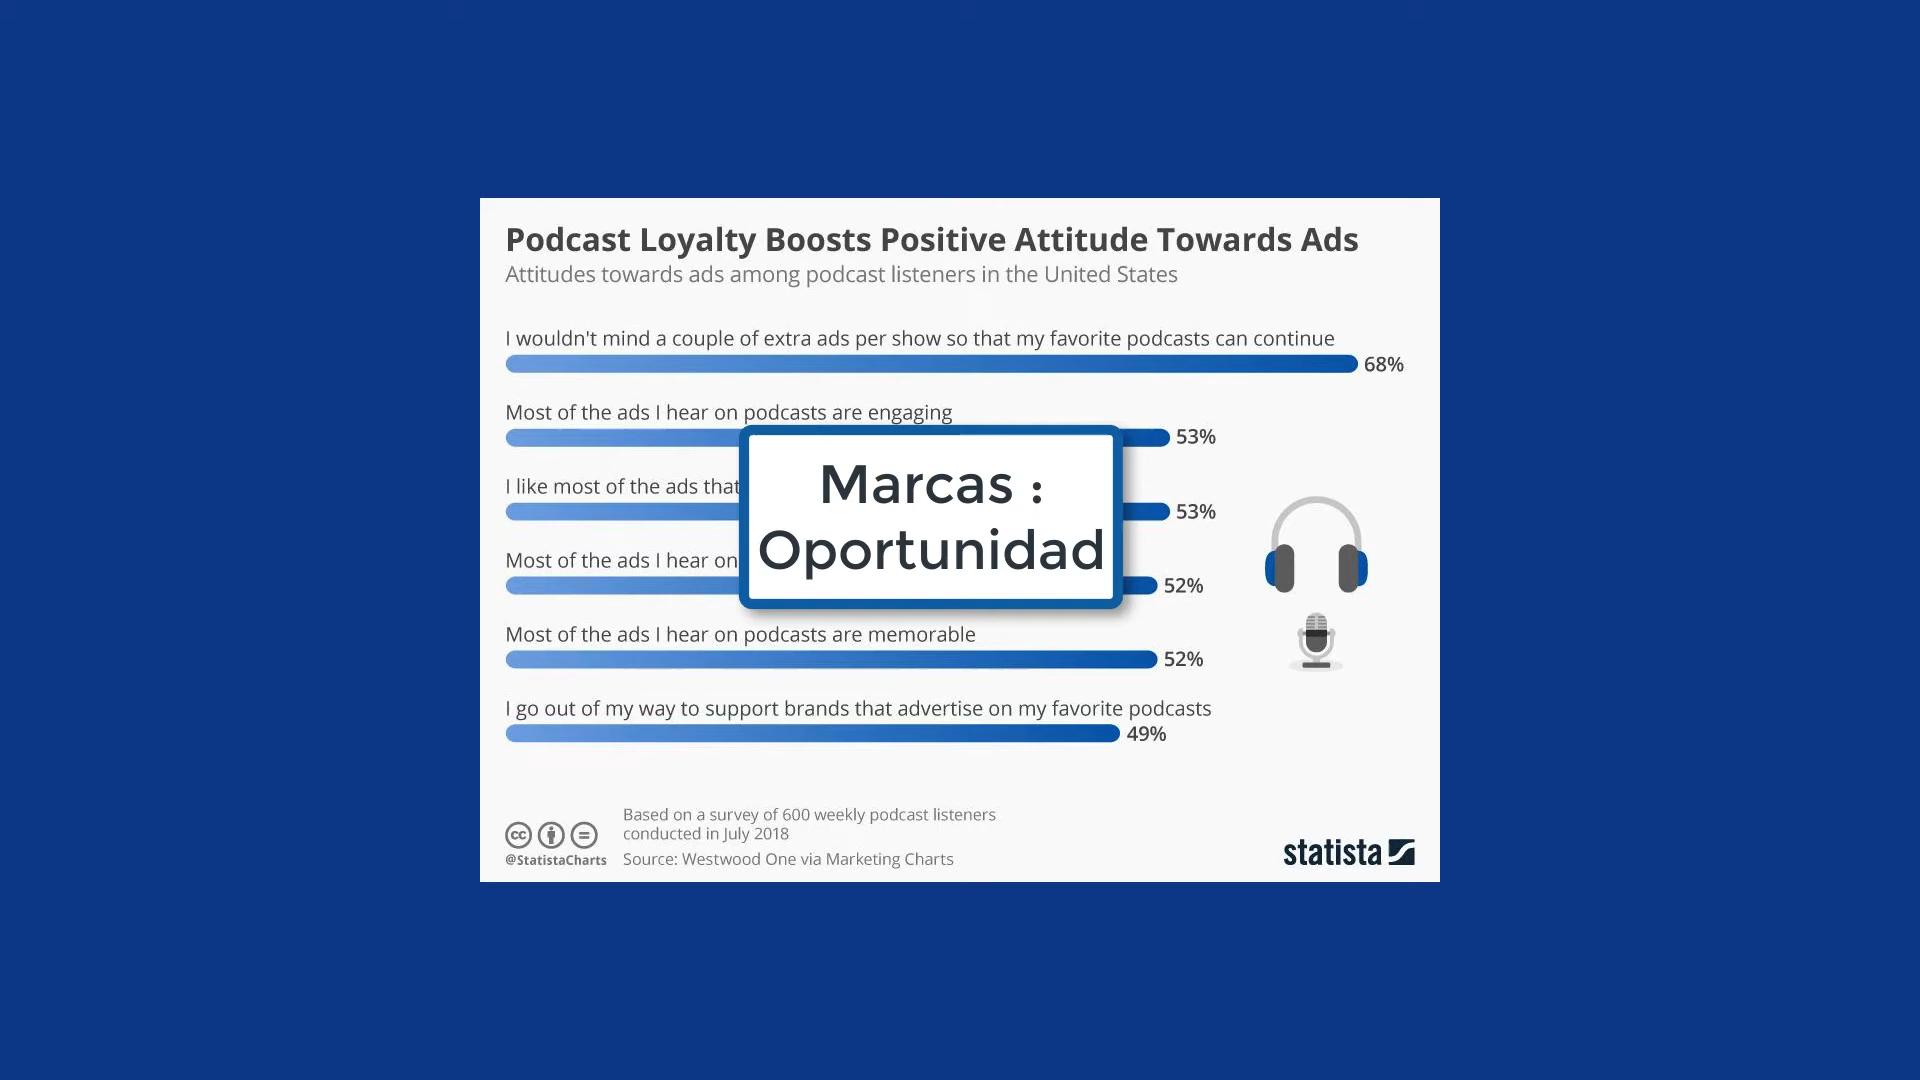 Podcast Loyalty Boosts Positive Attitude Towards Ads
Attitudes towards ads among podcast listeners in the United States
I wouldn't mind a couple of extra ads per show so that my favorite podcasts can continue
68%
Most of the ads I hear on podcasts are engaging
53%
I like most of the ads that
53%
Most of the ads I hear on
52%
Marcas :
Oportunidad
Most of the ads I hear on podcasts are memorable
52%
I go out of my way to support brands that advertise on my favorite podcasts
49%
Based on a survey of 600 weekly podcast listeners
conducted in July 2018
cc
@StatistaCharts
Source: Westwood One via Marketing Charts
statista